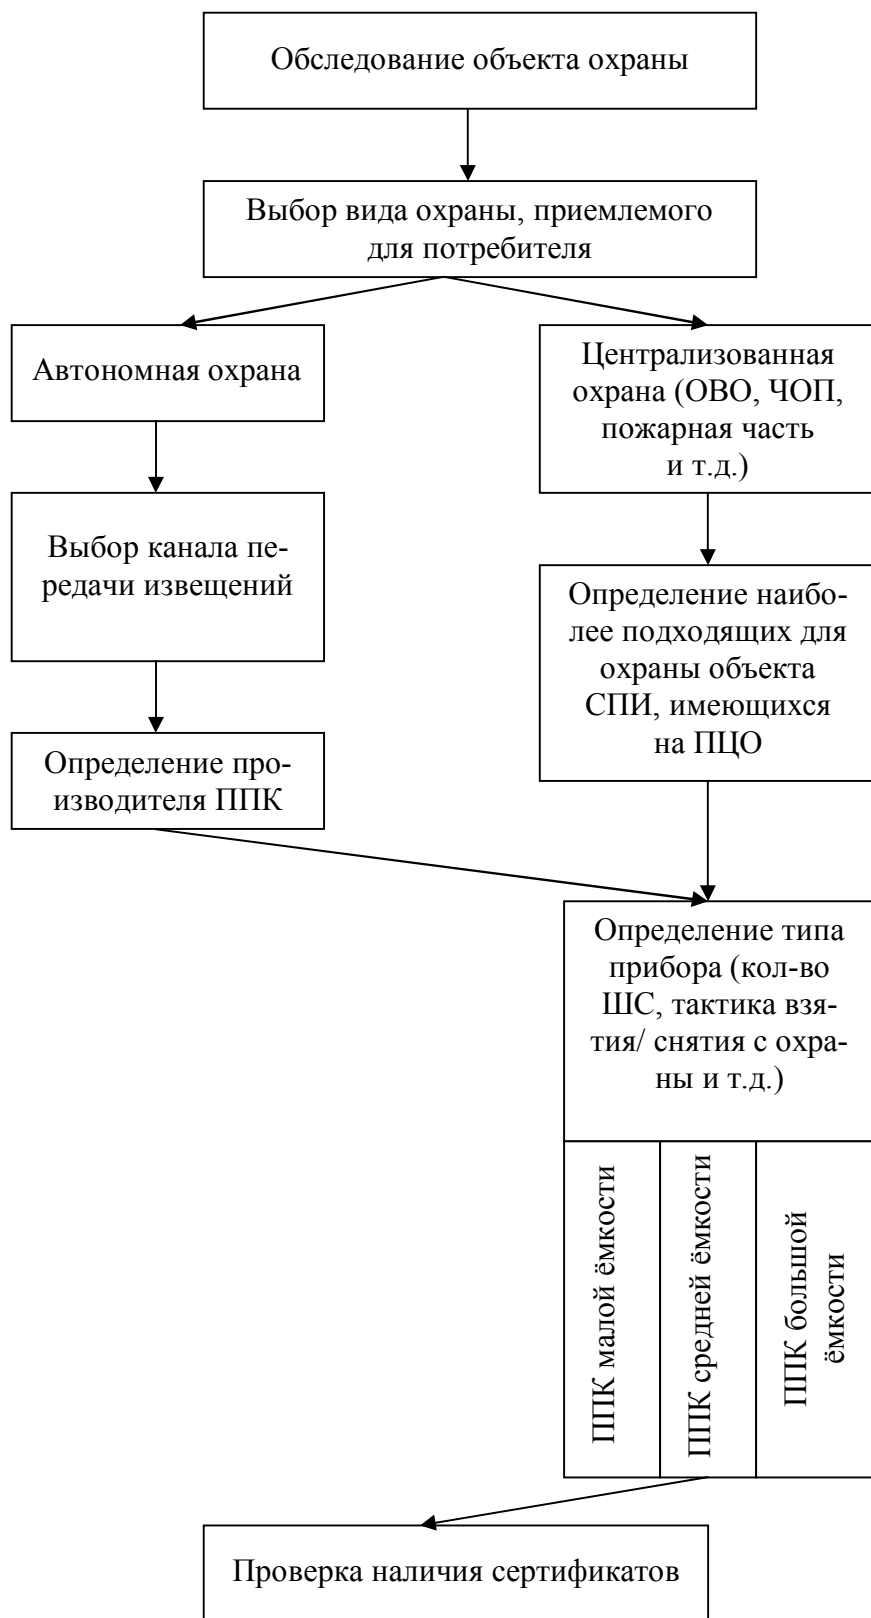 Обследование объекта охраны
Выбор вида охраны, приемлемого
для потребителя
Автономная охрана
Централизованная
охрана (ОВО, ЧОП,
пожарная часть
и т.д.)
Выбор канала пе-
редачи извещений
Определение наибо-
лее подходящих для
охраны объекта
СПИ, имеющихся
на ПЦО
Определение про-
изводителя ППК
Определение типа
прибора (кол-во
ШС, тактика взя-
тия/ снятия с охра-
ны и т.д.)
ППК малой ёмкости
ППК средней ёмкости
ППК большой
ёмкости
Проверка наличия сертификатов